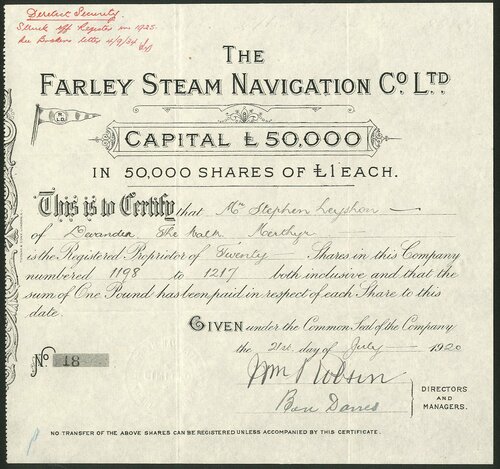 Derelict Security.
Struck off Register in 1925.
see Brokers letter 4/9/34
THE
FARLEY STEAM NAVIGATION CO. LTD.
CAPITAL £50,000
IN 50,000 SHARES OF £1 EACH.
This is to Certify that Mr Stephen Leyshon
of Lavander The Walk Merthyr
is the Registered Proprietor of Twenty Shares in this Company
numbered 1198 to 1217 both inclusive and that the
sum of One Pound has been paid in respect of each Share to this
date.
GIVEN under the Common Seal of the Company
the 21st day of July 1920
No. 18
Wm Robson
DIRECTORS
AND
MANAGERS.
Ben Davies
NO TRANSFER OF THE ABOVE SHARES CAN BE REGISTERED UNLESS ACCOMPANIED BY THIS CERTIFICATE.